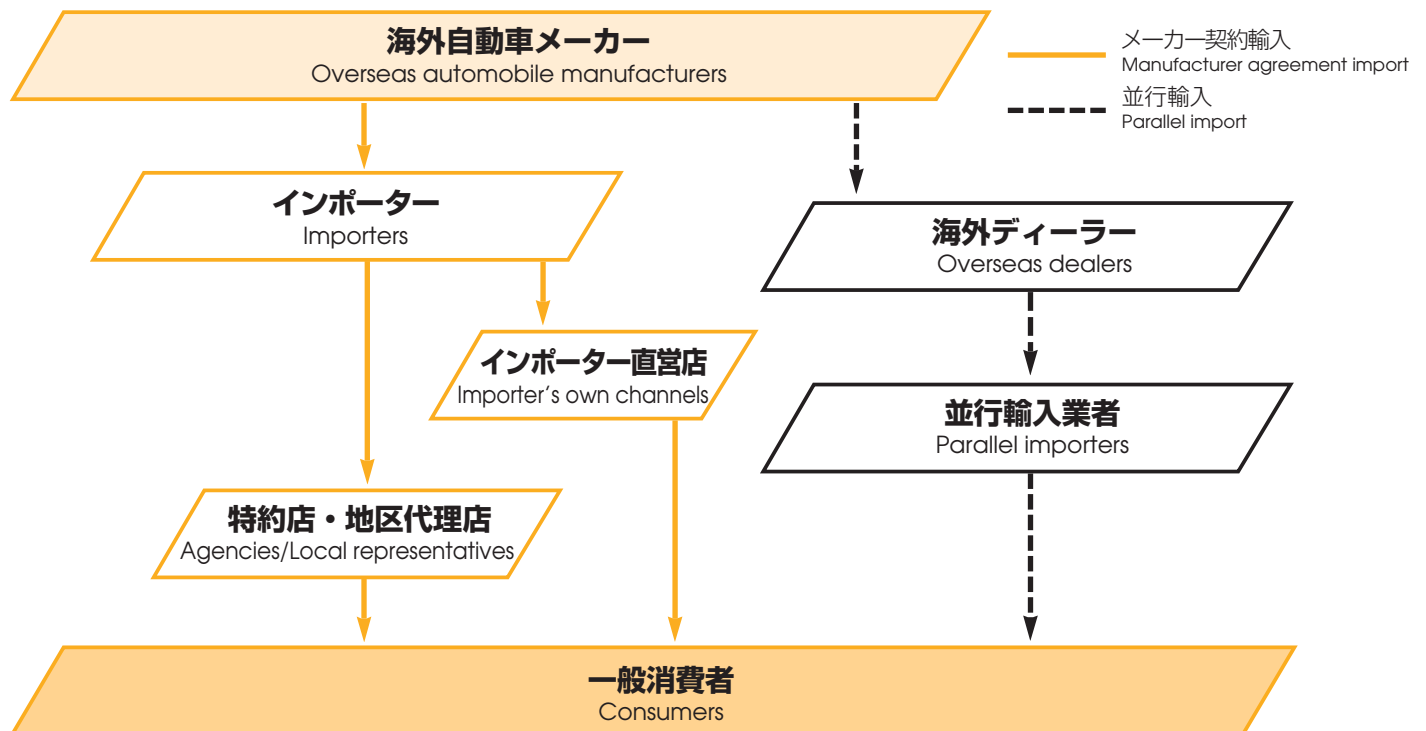 海外自動車メーカー
Overseas automobile manufacturers
メーカー契約輸入
Manufacturer agreement import
並行輸入
Parallel import
インポーター
Importers
海外ディーラー
Overseas dealers
インポーター直営店
Importer's own channels
並行輸入業者
Parallel importers
特約店・地区代理店
Agencies/Local representatives
一般消費者
Consumers